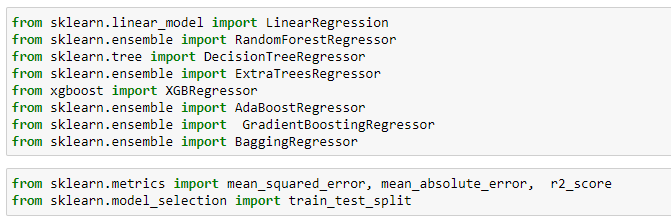 from sklearn.linear_model import LinearRegression
from sklearn.ensemble import RandomForestRegressor
from sklearn.tree import DecisionTreeRegressor
from sklearn.ensemble import ExtraTreesRegressor
from xgboost import XGBRegressor
from sklearn.ensemble import AdaBoostRegressor
from sklearn.ensemble import  GradientBoostingRegressor
from sklearn.ensemble import BaggingRegressor
from sklearn.metrics import mean_squared_error, mean_absolute_error,  r2_score
from sklearn.model_selection import train_test_split